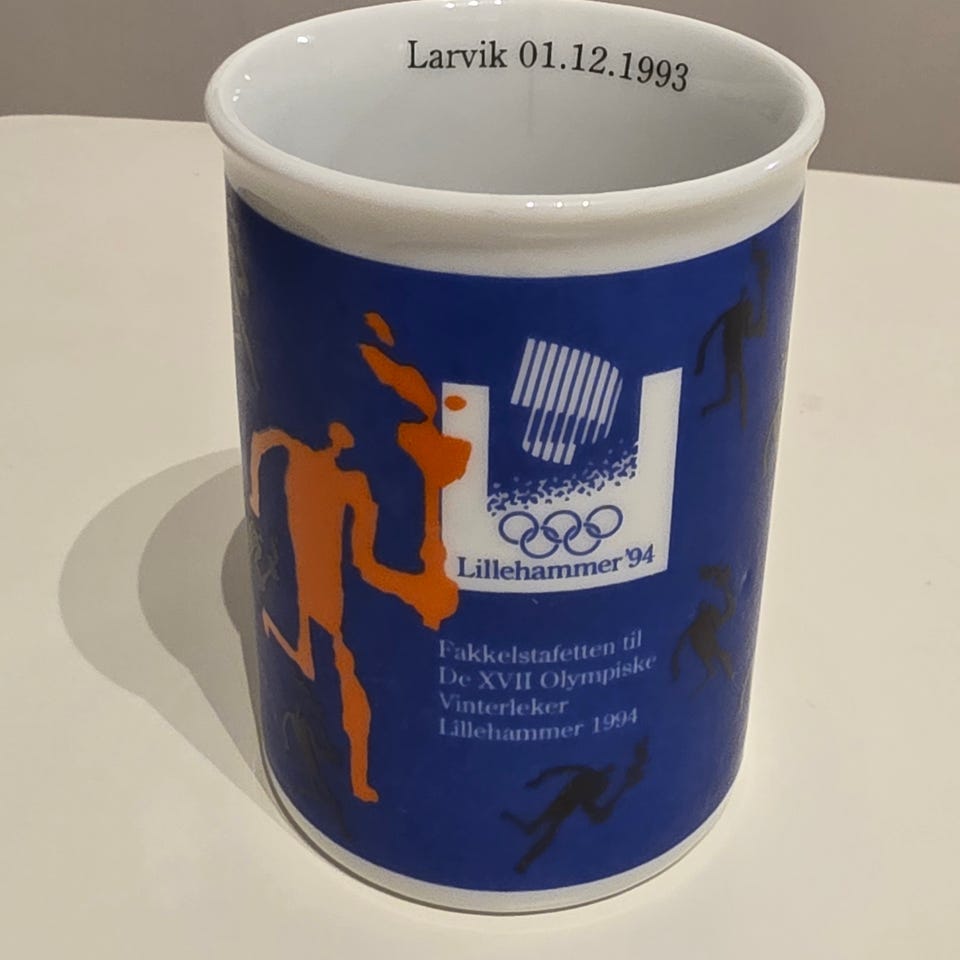 Larvik 01.12.1993
Lillehammer '94
Fakkelstafetten til
De XVII Olympiske
Vinterleker
Lillehammer 1994